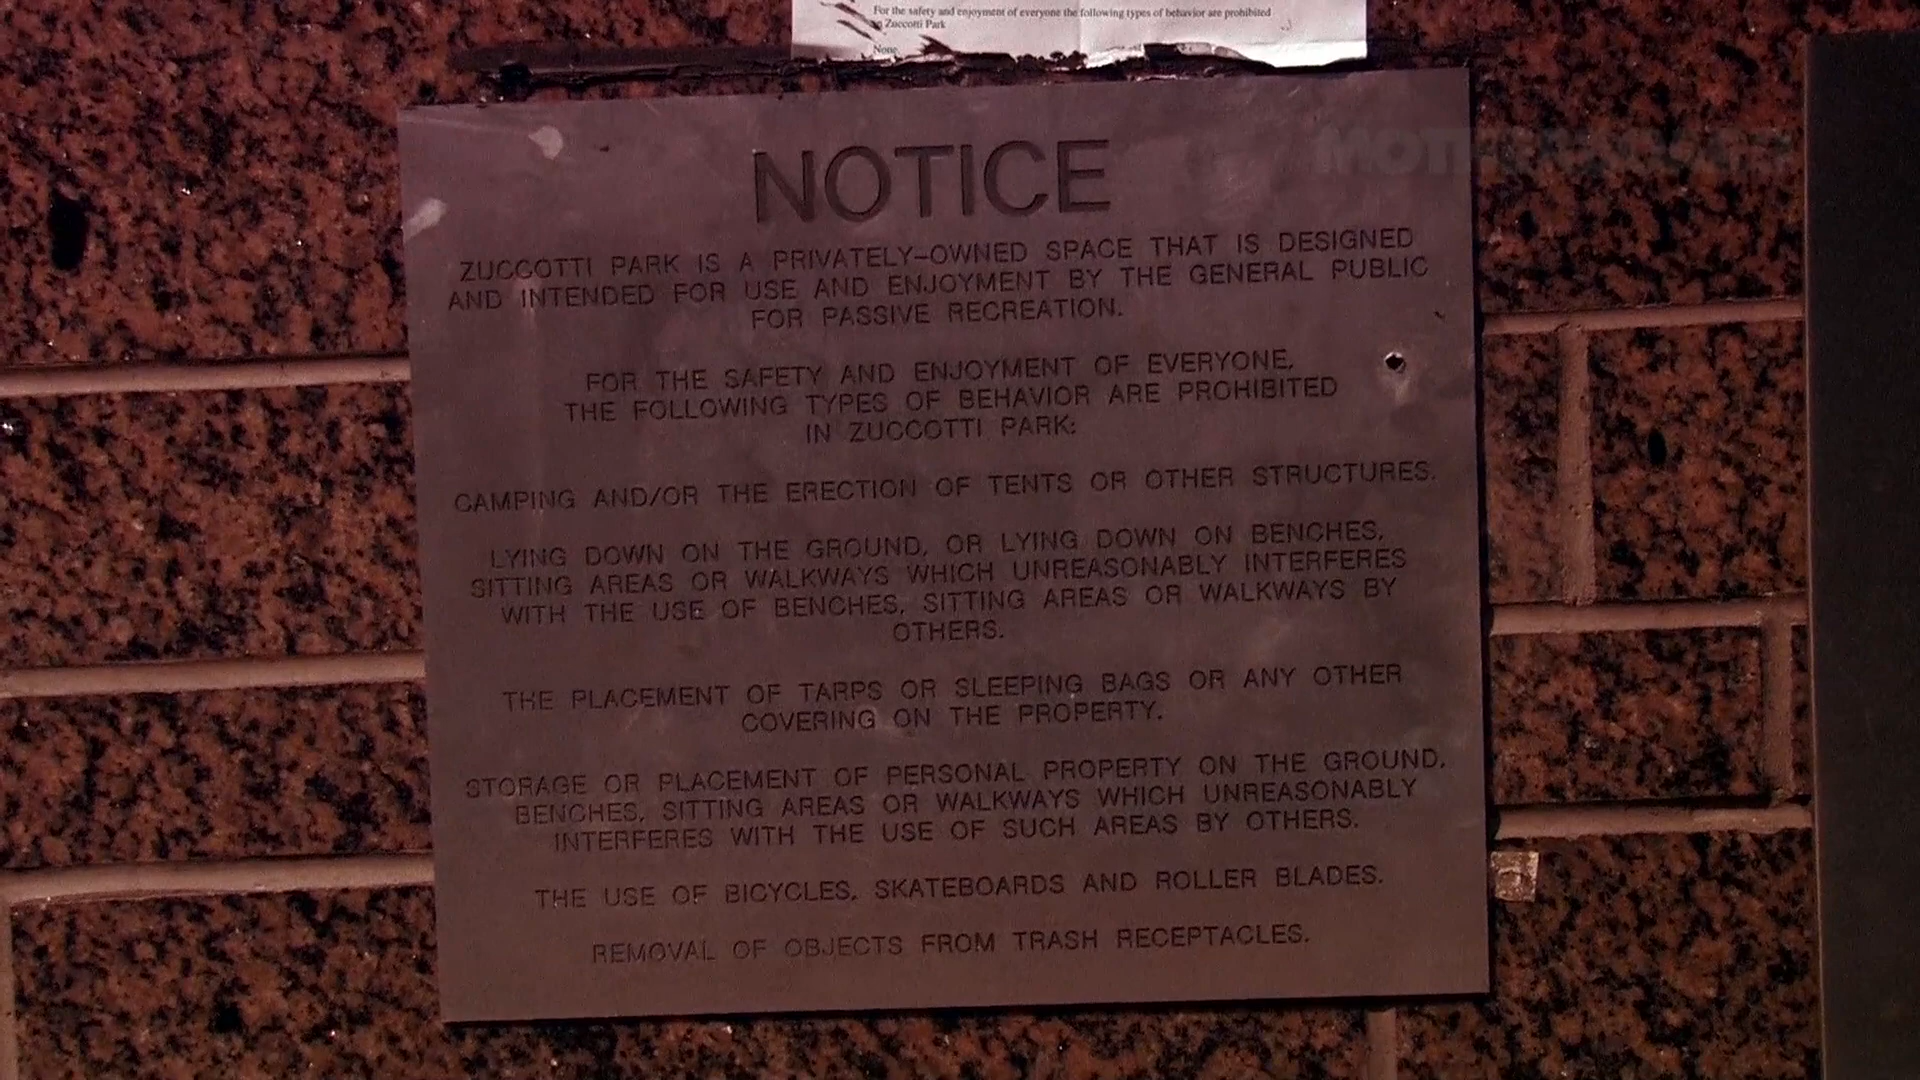 For the safety and enjoyment of everyone the following types of behavior are prohibited
Zuccotti Park
None
NOTICE
ZUCCOTTI PARK IS A PRIVATELY-OWNED SPACE THAT IS DESIGNED
AND INTENDED FOR USE AND ENJOYMENT BY THE GENERAL PUBLIC
FOR PASSIVE RECREATION.
FOR THE SAFETY AND ENJOYMENT OF EVERYONE,
THE FOLLOWING TYPES OF BEHAVIOR ARE PROHIBITED
IN ZUCCOTTI PARK:
CAMPING AND/OR THE ERECTION OF TENTS OR OTHER STRUCTURES.
LYING DOWN ON THE GROUND, OR LYING DOWN ON BENCHES,
SITTING AREAS OR WALKWAYS WHICH UNREASONABLY INTERFERES
WITH THE USE OF BENCHES, SITTING AREAS OR WALKWAYS BY
OTHERS.
THE PLACEMENT OF TARPS OR SLEEPING BAGS OR ANY OTHER
COVERING ON THE PROPERTY.
STORAGE OR PLACEMENT OF PERSONAL PROPERTY ON THE GROUND,
BENCHES, SITTING AREAS OR WALKWAYS WHICH UNREASONABLY
INTERFERES WITH THE USE OF SUCH AREAS BY OTHERS.
THE USE OF BICYCLES, SKATEBOARDS AND ROLLER BLADES.
REMOVAL OF OBJECTS FROM TRASH RECEPTACLES.